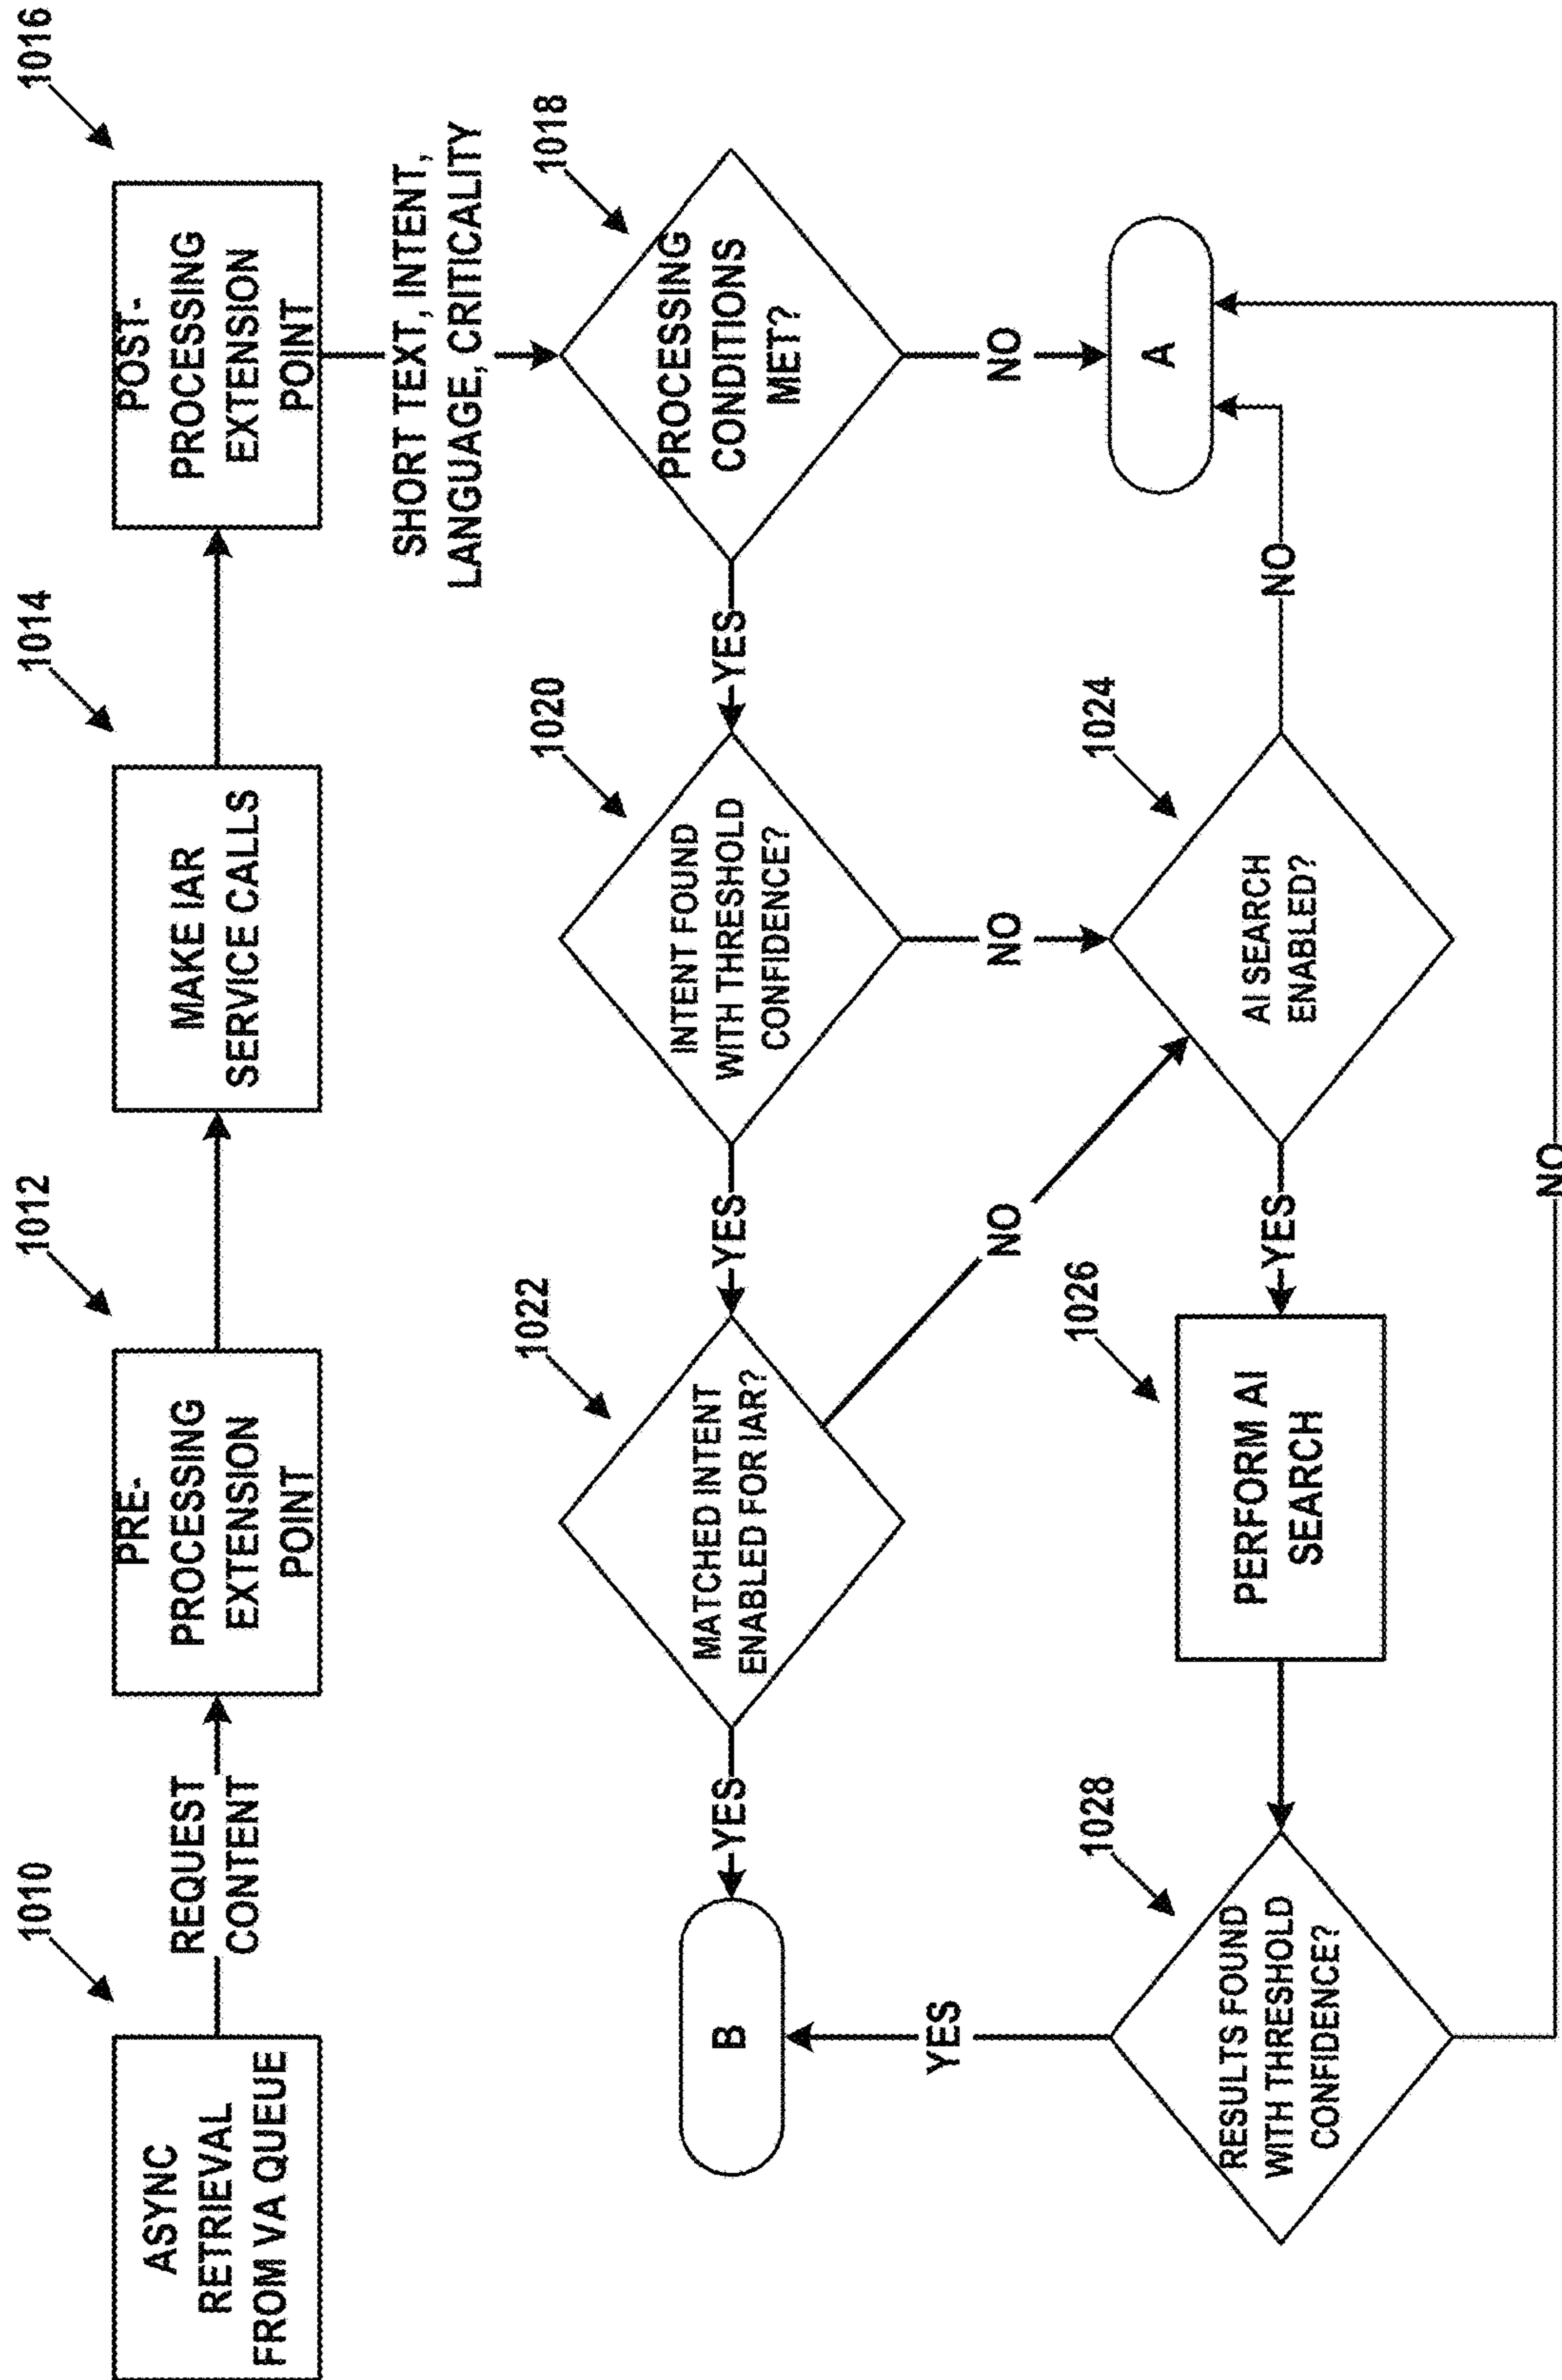 1010
ASYNC
RETRIEVAL
FROM VA QUEUE
REQUEST
CONTENT
1012
PRE-
PROCESSING
EXTENSION
POINT
1014
MAKE IAR
SERVICE CALLS
1016
POST-
PROCESSING
EXTENSION
POINT
SHORT TEXT, INTENT,
LANGUAGE, CRITICALITY
1018
PROCESSING
CONDITIONS
MET?
NO
A
YES
1020
INTENT FOUND
WITH THRESHOLD
CONFIDENCE?
NO
YES
1022
MATCHED INTENT
ENABLED FOR IAR?
NO
YES
B
1024
AI SEARCH
ENABLED?
NO
YES
1026
PERFORM AI
SEARCH
1028
RESULTS FOUND
WITH THRESHOLD
CONFIDENCE?
YES
NO